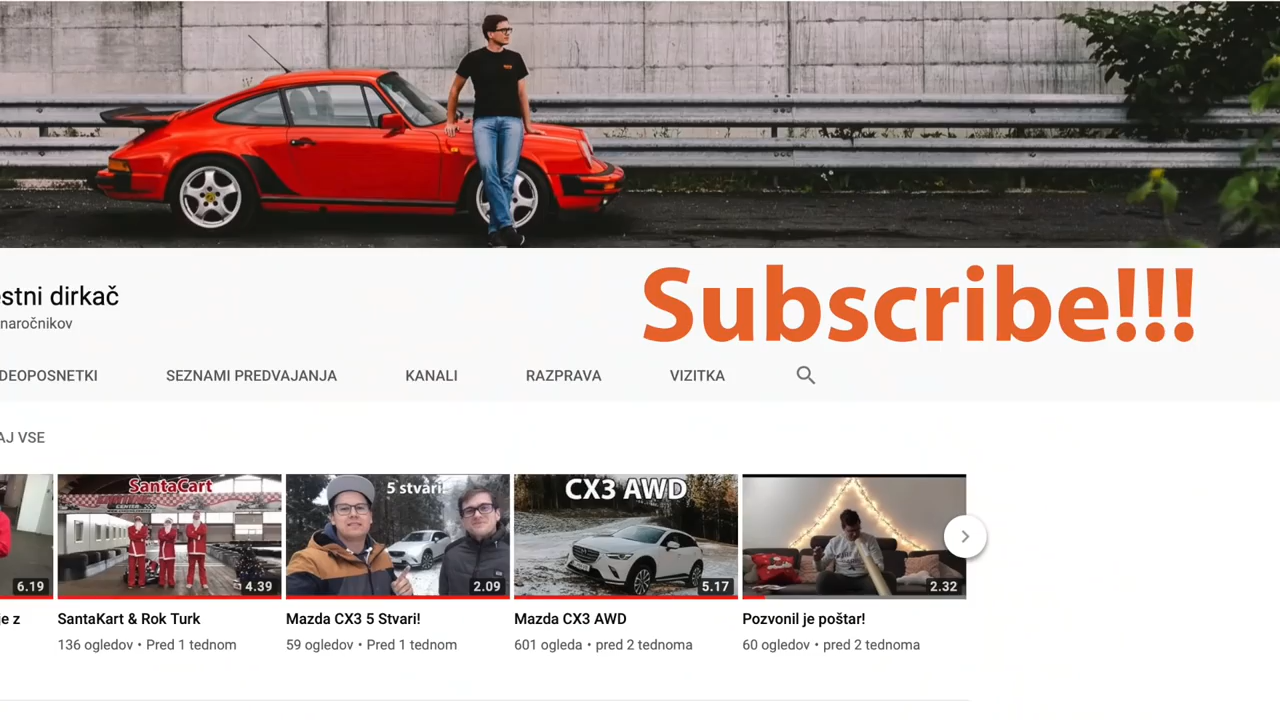 estni dirkač
naročnikov
Subscribe!!!
DEOPOSNETKI SEZNAMI PREDVAJANJA KANALI RAZPRAVA VIZITKA
AJ VSE
SantaCart
5 stvari!
CX3 AWD
6.19 4.39 2.09 5.17 2.32
je z SantaKart & Rok Turk Mazda CX3 5 Stvari! Mazda CX3 AWD Pozvonil je poštar!
136 ogledov • Pred 1 tednom 59 ogledov • Pred 1 tednom 601 ogleda • pred 2 tednoma 60 ogledov • pred 2 tednoma